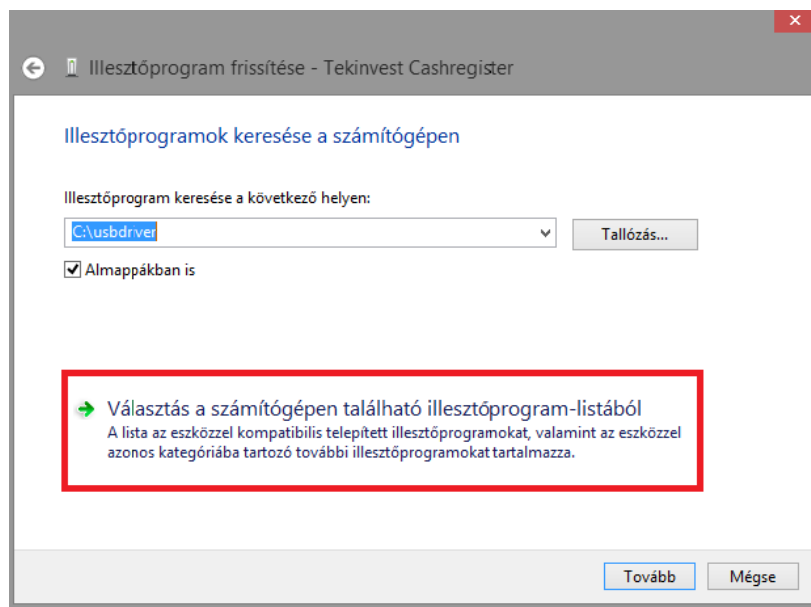 Illesztőprogram frissítése - Tekinvest Cashregister
Illesztőprogramok keresése a számítógépen
Illesztőprogram keresése a következő helyen:
C:\usbdriver
Tallózás...
Almappákban is
Választás a számítógépen található illesztőprogram-listából
A lista az eszközzel kompatibilis telepített illesztőprogramokat, valamint az eszközzel
azonos kategóriába tartozó további illesztőprogramokat tartalmazza.
Tovább
Mégse